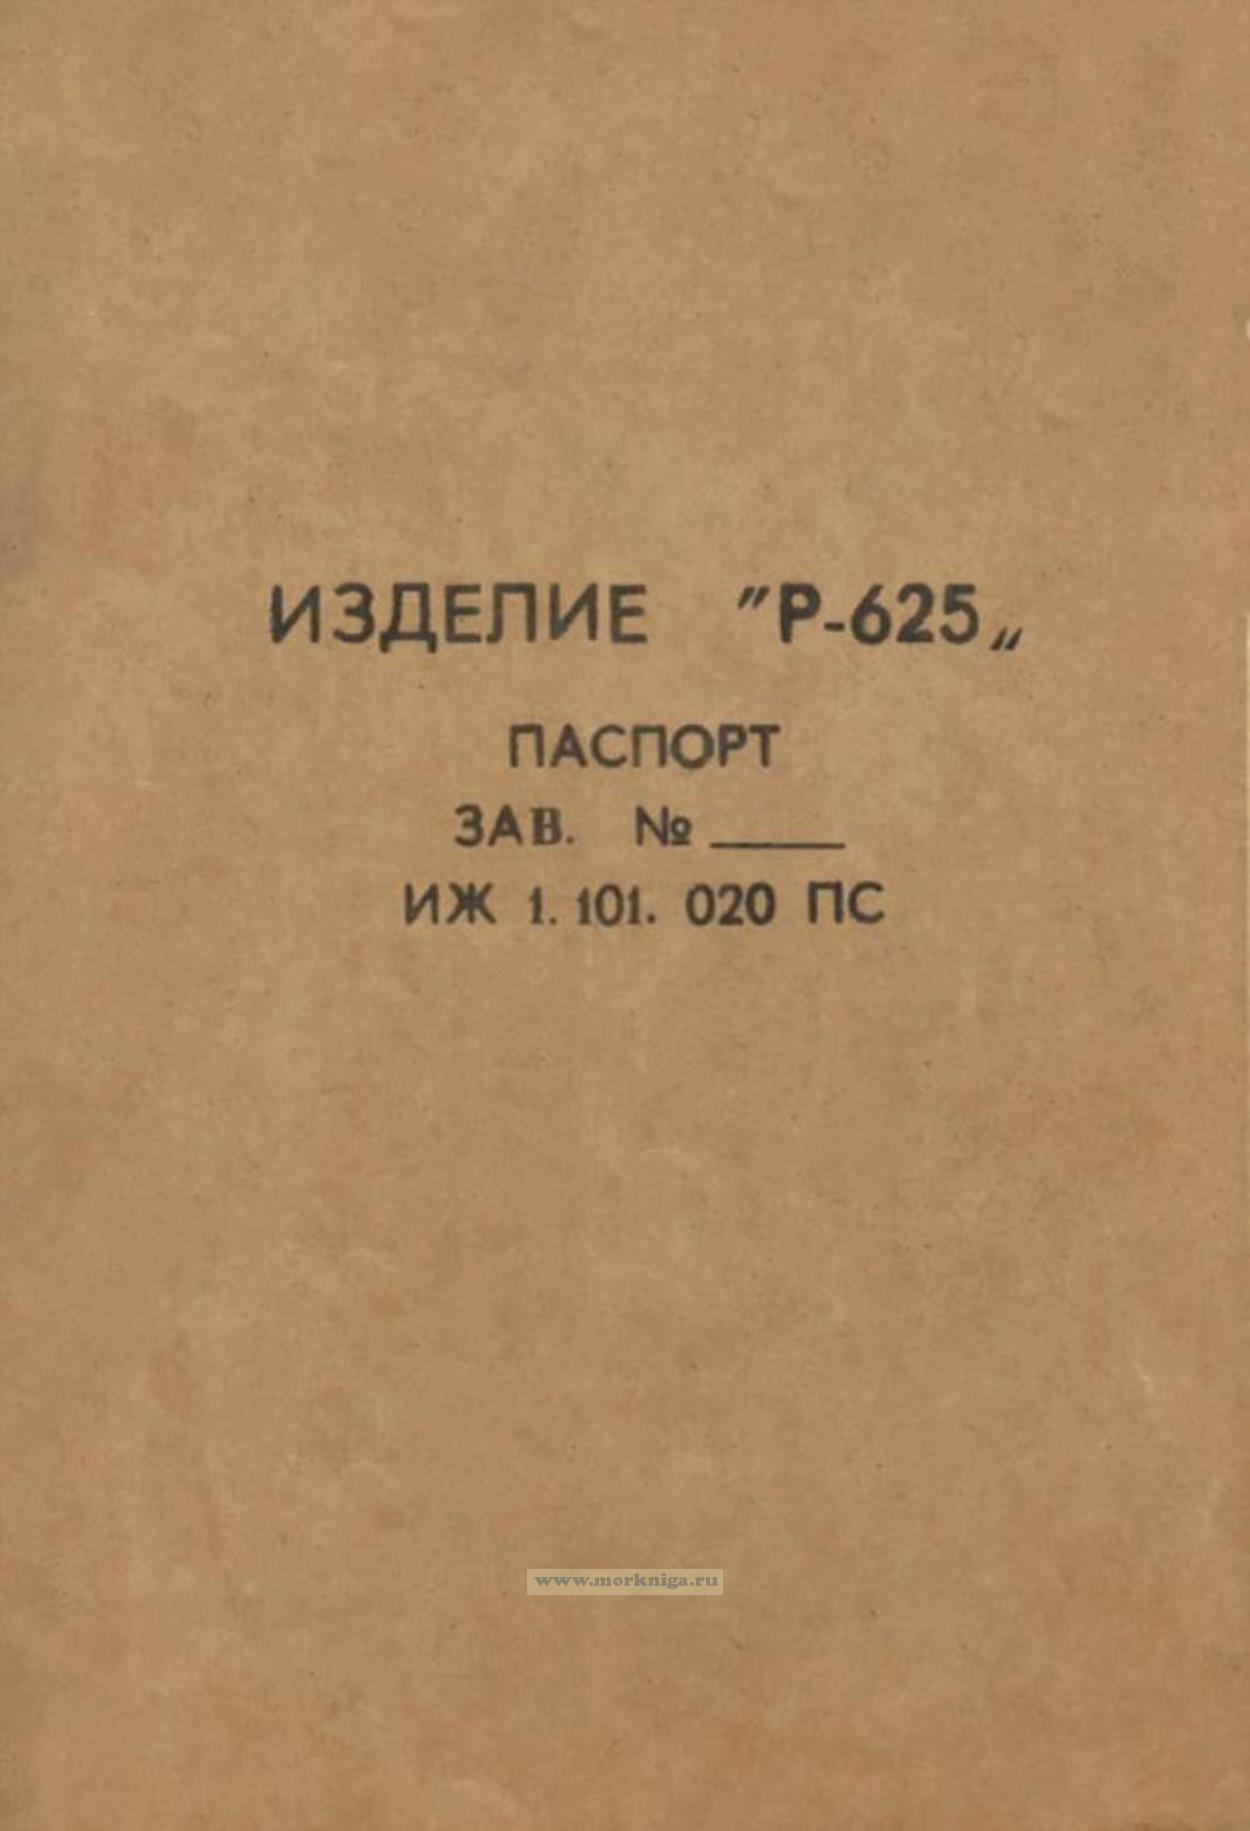 ИЗДЕЛИЕ "Р-625„
ПАСПОРТ
ЗАВ. № ____
ИЖ 1. 101. 020 ПС
www.morkniga.ru